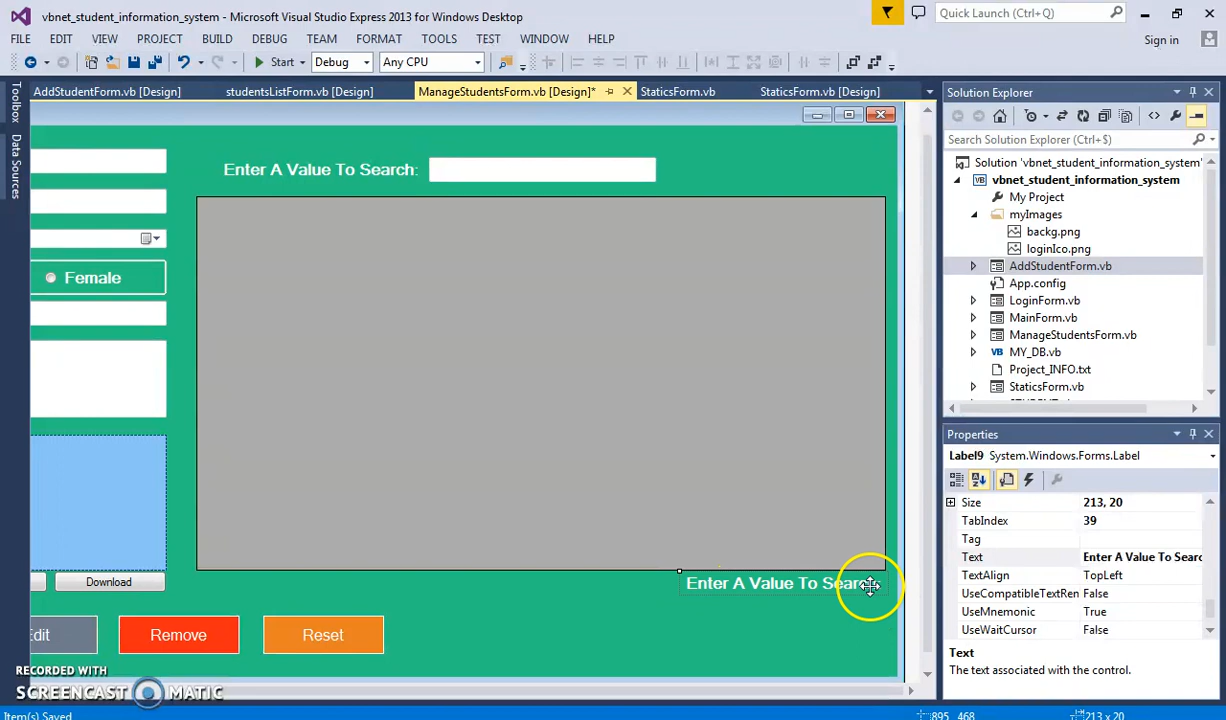 vbnet_student_information_system - Microsoft Visual Studio Express 2013 for Windows Desktop
Quick Launch (Ctrl+Q)
FILE EDIT VIEW PROJECT BUILD DEBUG TEAM FORMAT TOOLS TEST WINDOW HELP
Sign in
Start Debug Any CPU
Toolbox
Data Sources
AddStudentForm.vb [Design] studentsListForm.vb [Design] ManageStudentsForm.vb [Design]* StaticsForm.vb StaticsForm.vb [Design]
Enter A Value To Search:
Female
Enter A Value To Search:
Download
Edit
Remove
Reset
RECORDED WITH
SCREENCAST MATIC
Item(s) Saved
895, 468
213 x 20
Solution Explorer
Search Solution Explorer (Ctrl+$)
Solution 'vbnet_student_information_system'
vbnet_student_information_system
My Project
myImages
backg.png
loginIco.png
AddStudentForm.vb
App.config
LoginForm.vb
MainForm.vb
ManageStudentsForm.vb
MY_DB.vb
Project_INFO.txt
StaticsForm.vb
Properties
Label9 System.Windows.Forms.Label
Size 213, 20
TabIndex 39
Tag
Text Enter A Value To Searc
TextAlign TopLeft
UseCompatibleTextRen False
UseMnemonic True
UseWaitCursor False
Text
The text associated with the control.